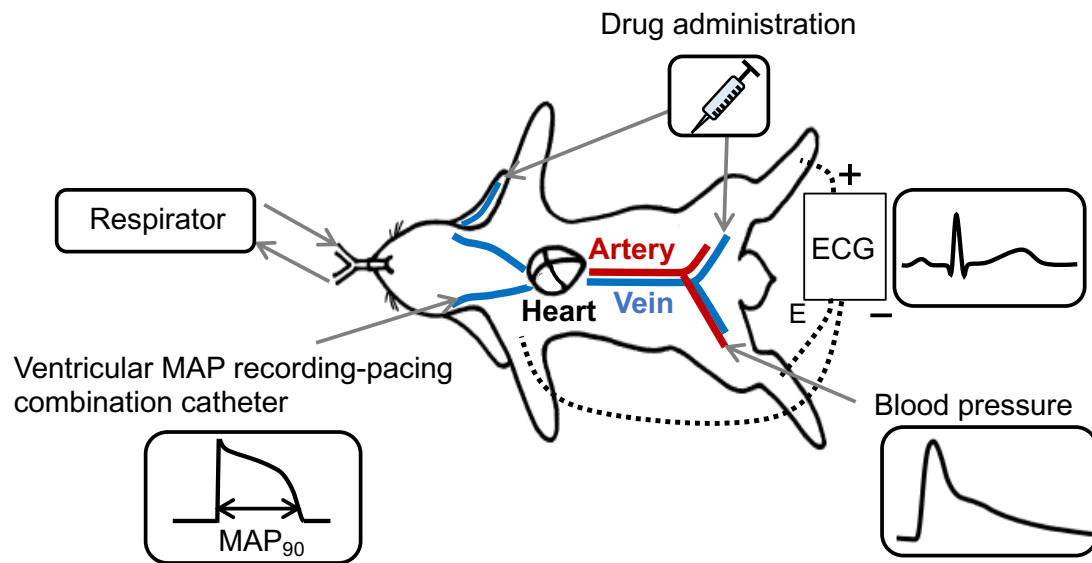 Drug administration
Respirator
Artery
Vein
Heart
+
ECG
E
−
Ventricular MAP recording-pacing
combination catheter
MAP₉₀
Blood pressure